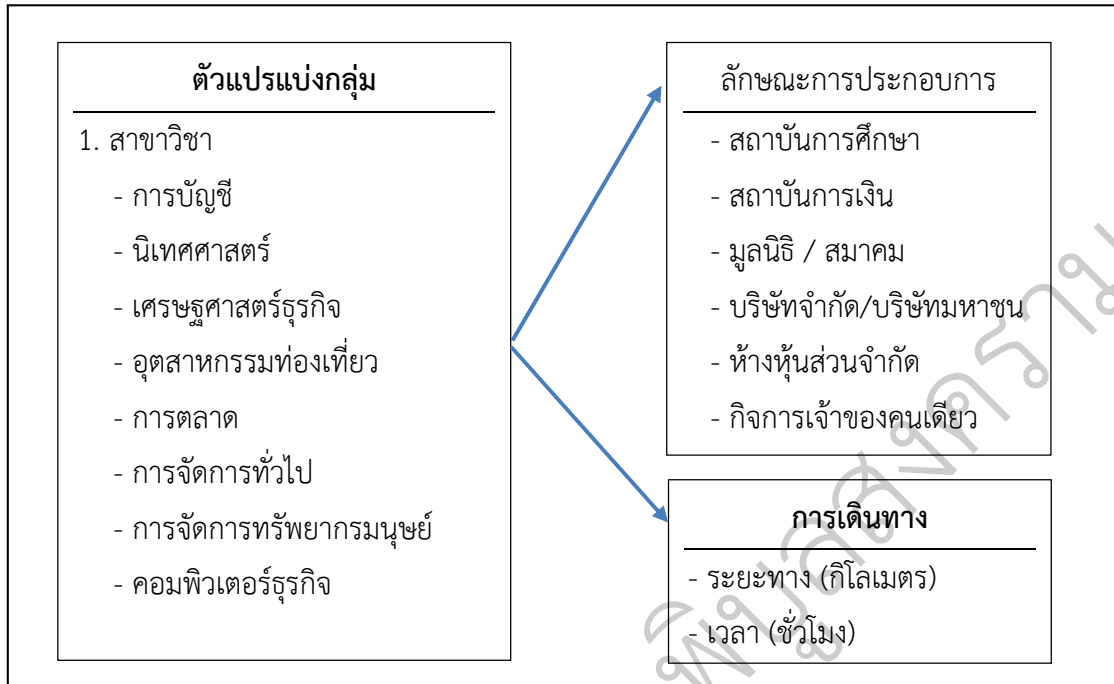 ตัวแปรแบ่งกลุ่ม
1. สาขาวิชา
- การบัญชี
- นิเทศศาสตร์
- เศรษฐศาสตร์ธุรกิจ
- อุตสาหกรรมท่องเที่ยว
- การตลาด
- การจัดการทั่วไป
- การจัดการทรัพยากรมนุษย์
- คอมพิวเตอร์ธุรกิจ
ลักษณะการประกอบการ
- สถาบันการศึกษา
- สถาบันการเงิน
- มูลนิธิ / สมาคม
- บริษัทจำกัด/บริษัทมหาชน
- ห้างหุ้นส่วนจำกัด
- กิจการเจ้าของคนเดียว
การเดินทาง
- ระยะทาง (กิโลเมตร)
- เวลา (ชั่วโมง)
พิบูลสงคราม